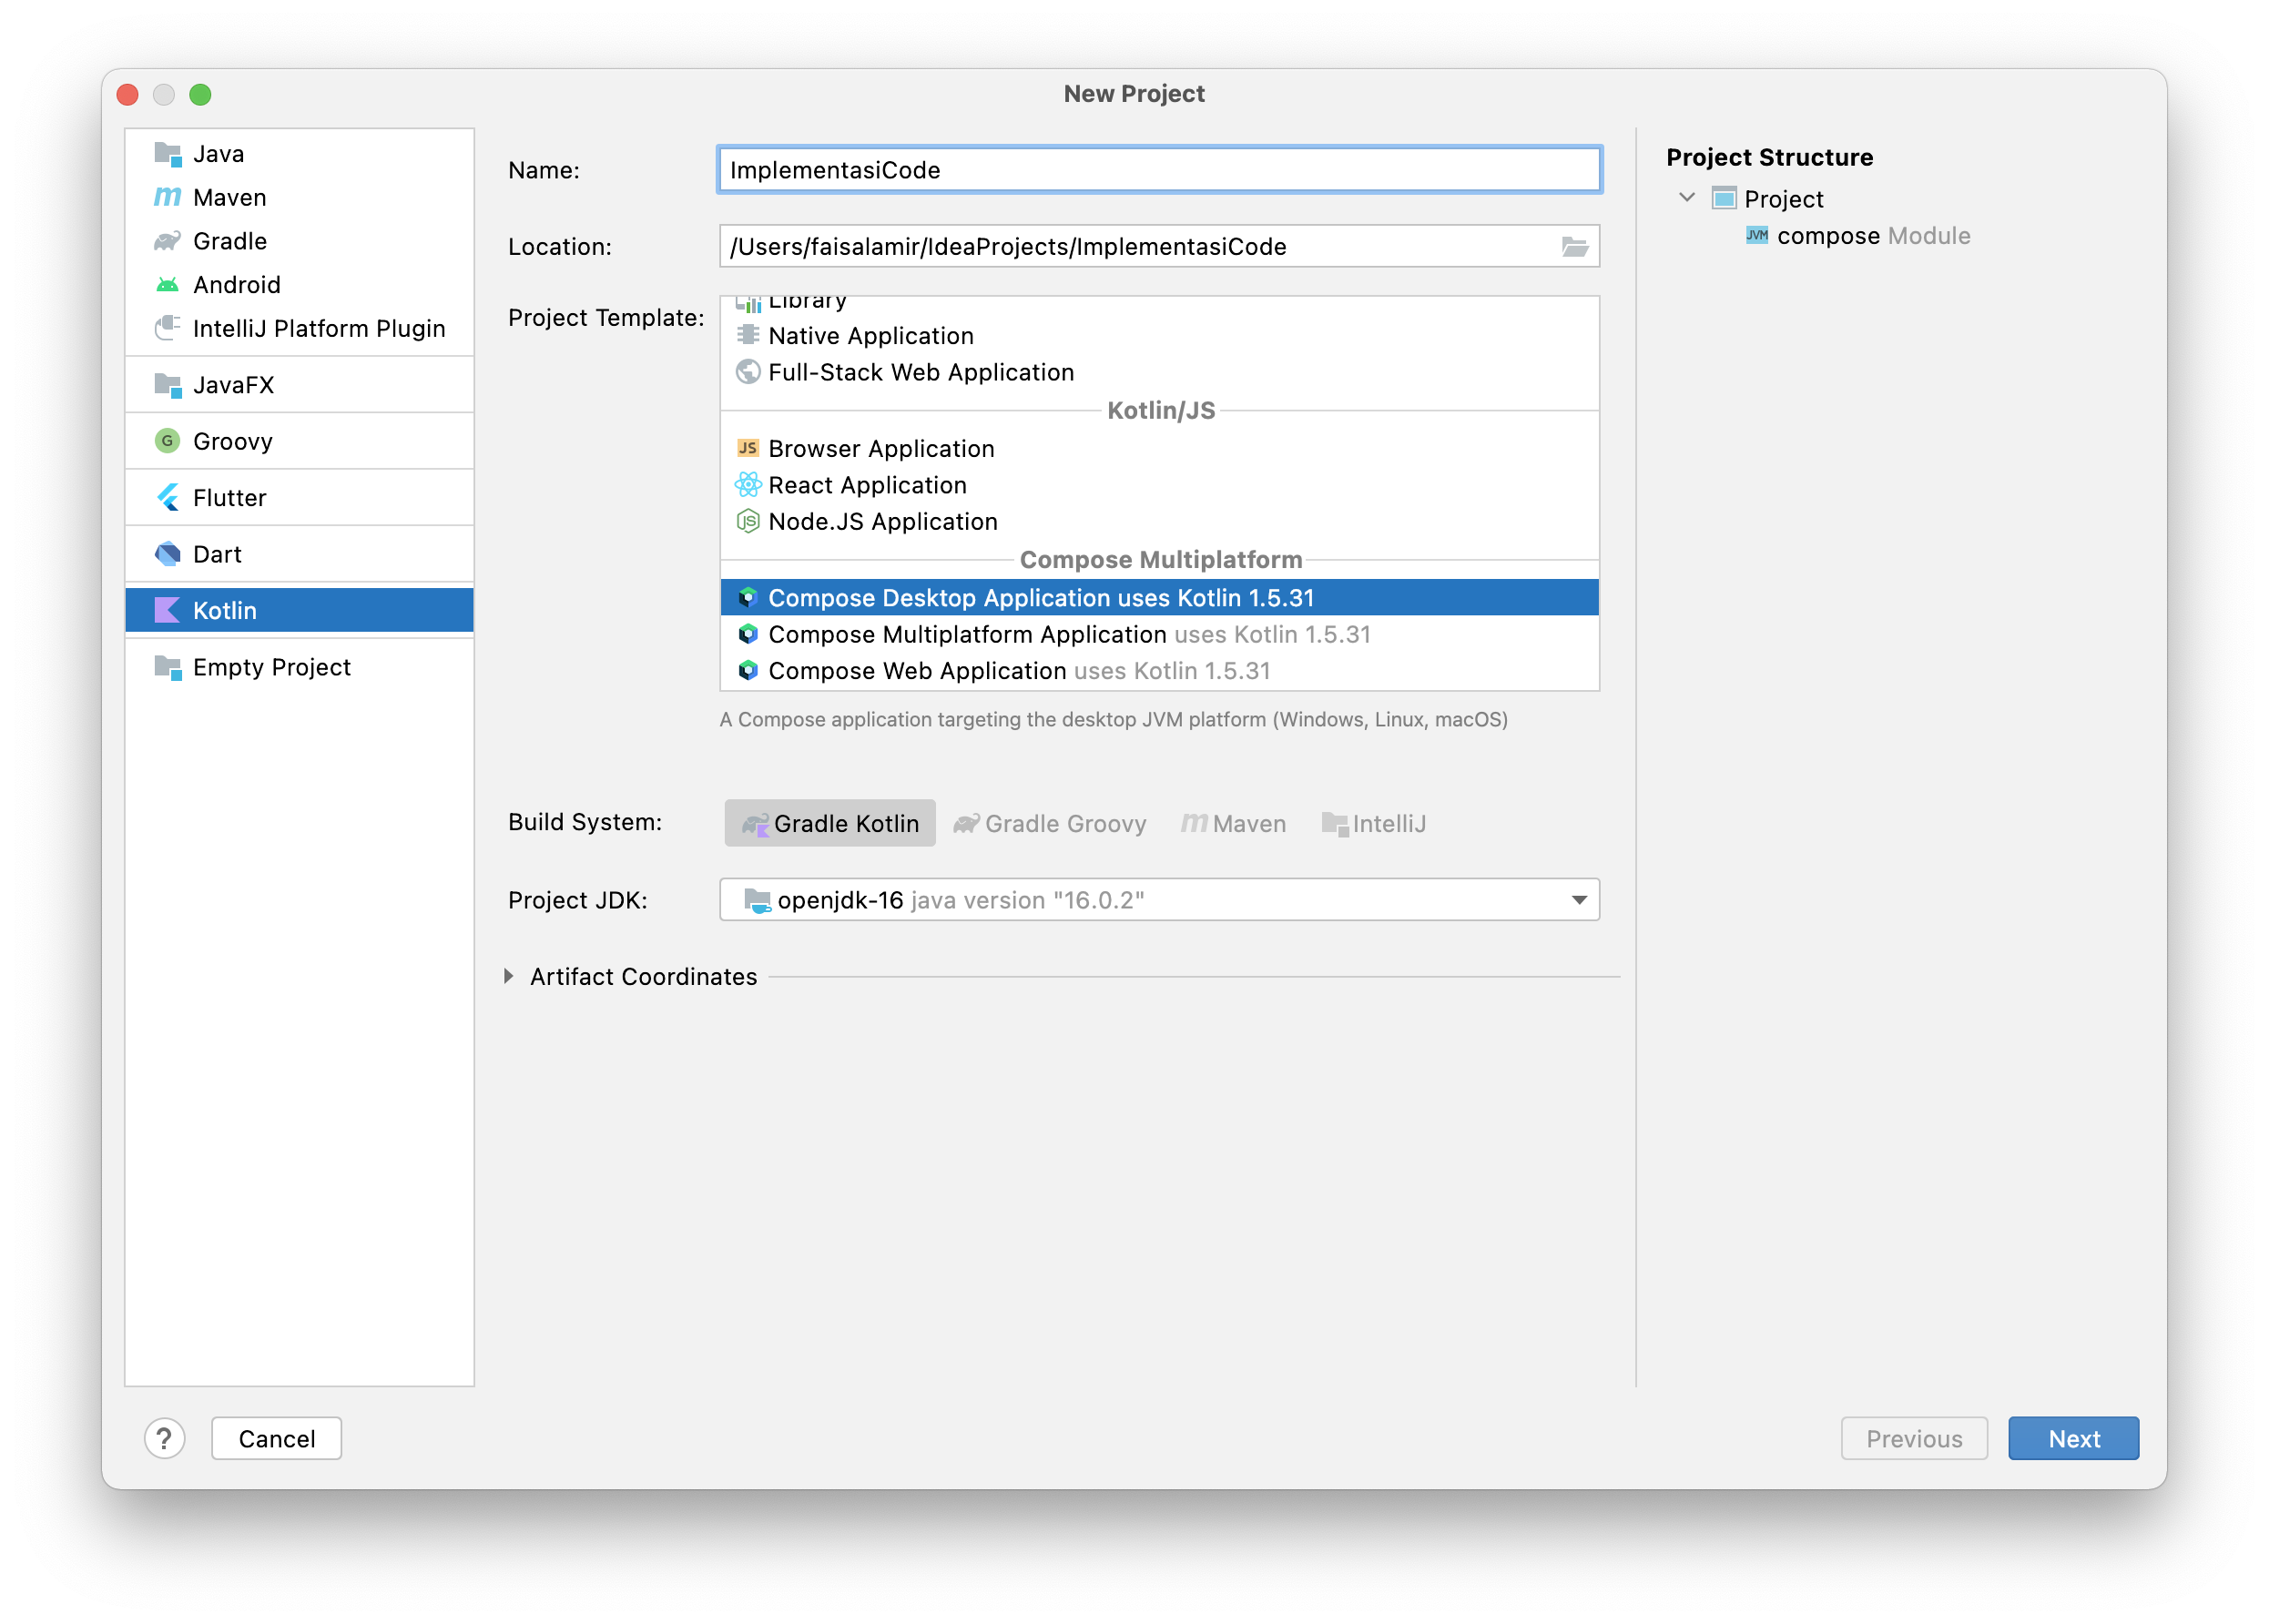 New Project
Java
Maven
Gradle
Android
IntelliJ Platform Plugin
JavaFX
G Groovy
Flutter
Dart
Kotlin
Empty Project
Name: ImplementasiCode
Location: /Users/faisalamir/IdeaProjects/ImplementasiCode
Project Template:
Library
Native Application
Full-Stack Web Application
Kotlin/JS
JS Browser Application
React Application
JS Node.JS Application
Compose Multiplatform
Compose Desktop Application uses Kotlin 1.5.31
Compose Multiplatform Application uses Kotlin 1.5.31
Compose Web Application uses Kotlin 1.5.31
A Compose application targeting the desktop JVM platform (Windows, Linux, macOS)
Build System: Gradle Kotlin Gradle Groovy Maven IntelliJ
Project JDK: openjdk-16 java version "16.0.2"
Artifact Coordinates
Project Structure
Project
JVM compose Module
? Cancel Previous Next